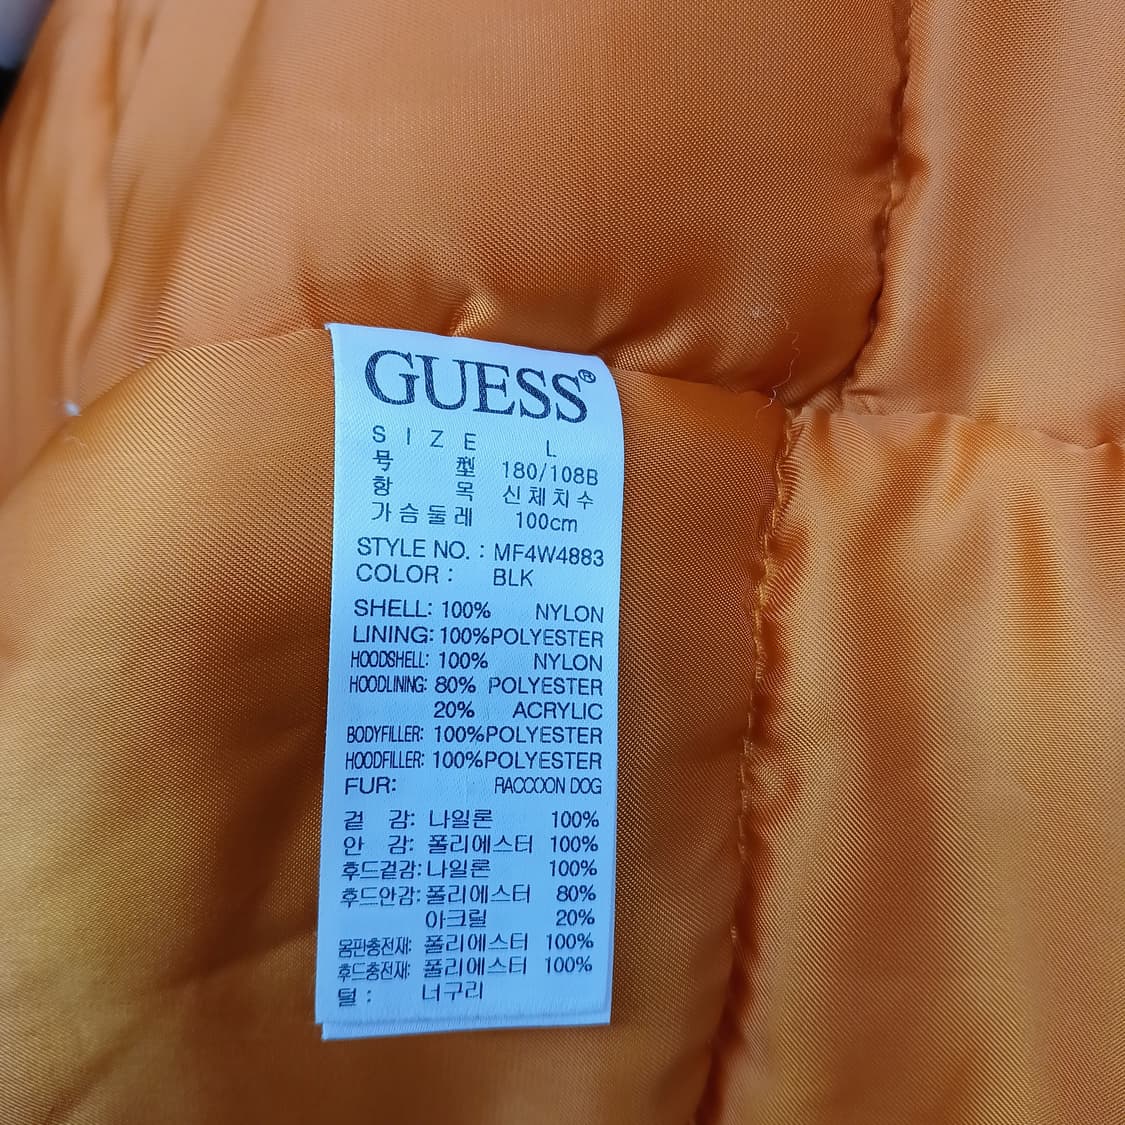 GUESS®
SIZE L
号 型 180/108B
항 목 신체치수
가슴둘레 100cm
STYLE NO. : MF4W4883
COLOR : BLK
SHELL: 100% NYLON
LINING: 100%POLYESTER
HOODSHELL: 100% NYLON
HOODLINING: 80% POLYESTER
20% ACRYLIC
BODYFILLER: 100%POLYESTER
HOODFILLER: 100%POLYESTER
FUR: RACCOON DOG
겉 감: 나일론 100%
안 감: 폴리에스터 100%
후드겉감: 나일론 100%
후드안감: 폴리에스터 80%
아크릴 20%
몸판충전재: 폴리에스터 100%
후드충전재: 폴리에스터 100%
털 : 너구리